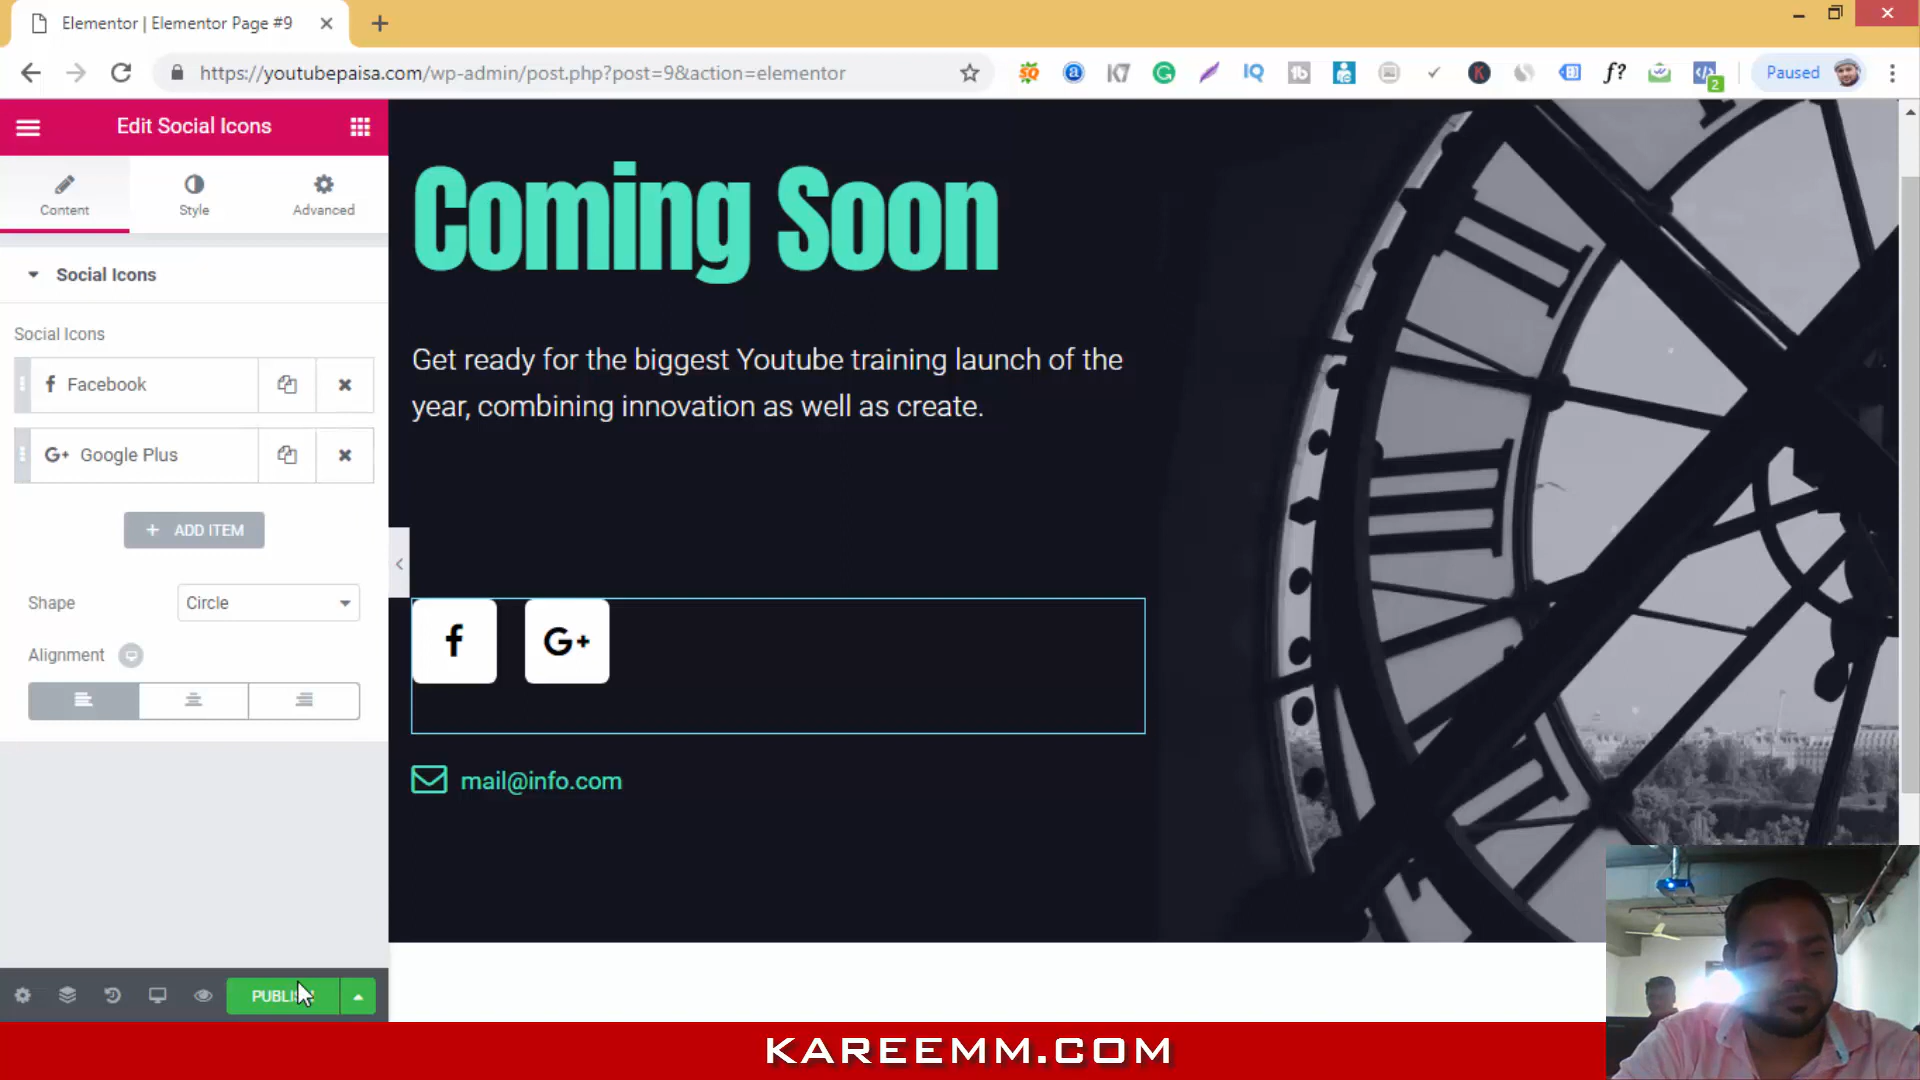 Elementor | Elementor Page #9
https://youtubepaisa.com/wp-admin/post.php?post=9&action=elementor
Paused
2
Edit Social Icons
Content
Style
Advanced
Social Icons
Social Icons
Facebook
G+ Google Plus
ADD ITEM
Shape
Circle
Alignment
Coming Soon
Get ready for the biggest Youtube training launch of the
year, combining innovation as well as create.
f G+
mail@info.com
PUBLISH
KAREEMM.COM